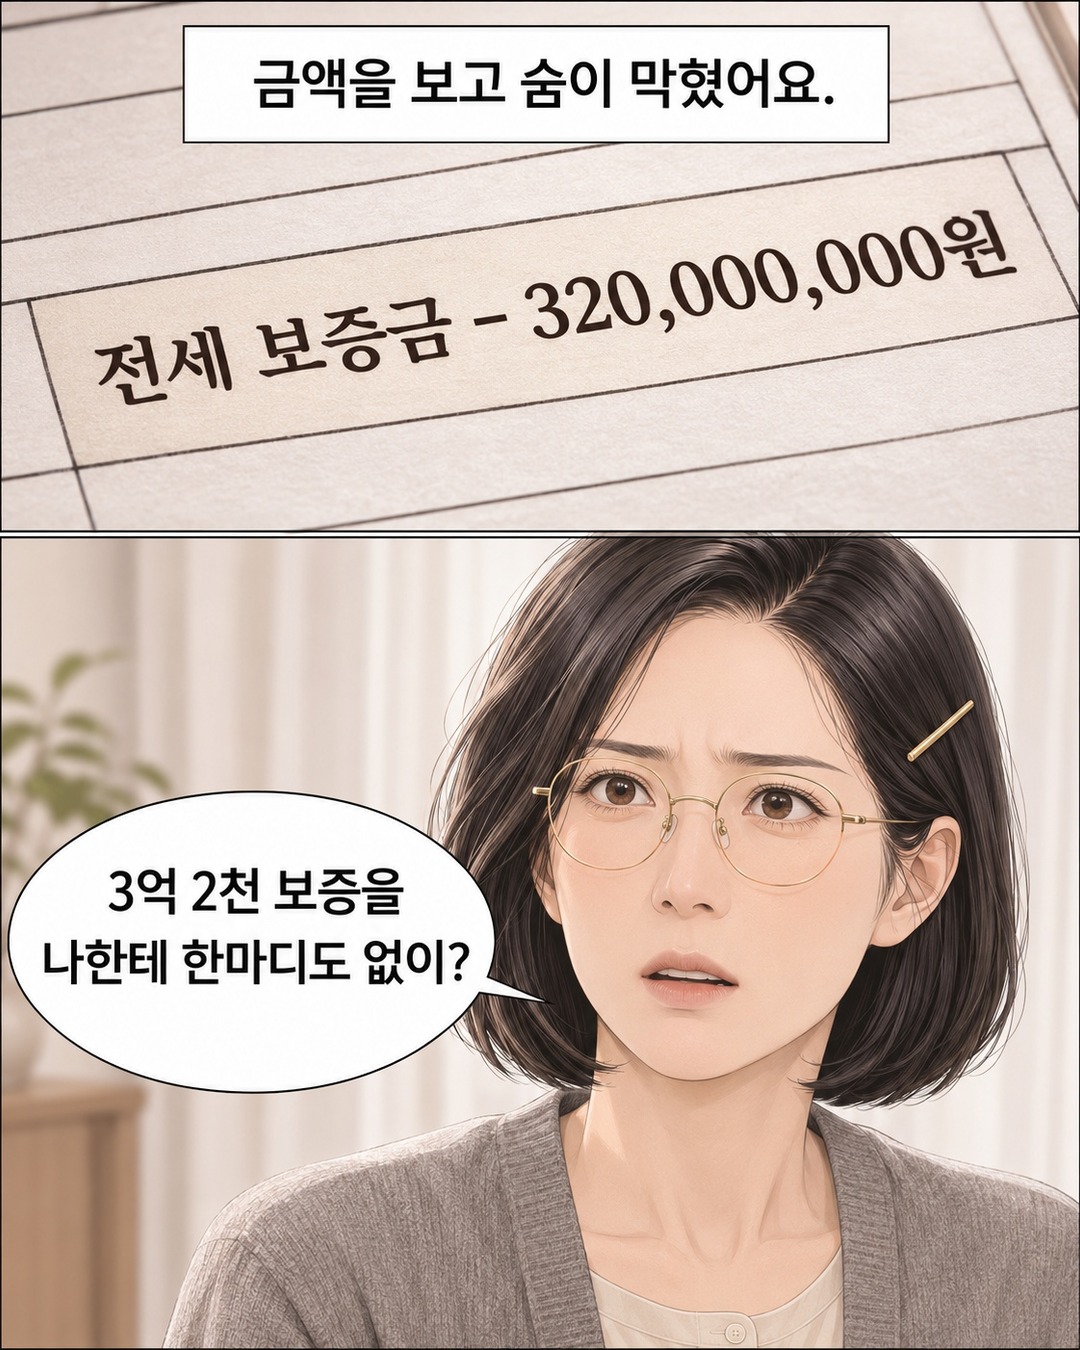 금액을 보고 숨이 막혔어요.
전세 보증금 – 320,000,000원
3억 2천 보증을
나한테 한마디도 없이?